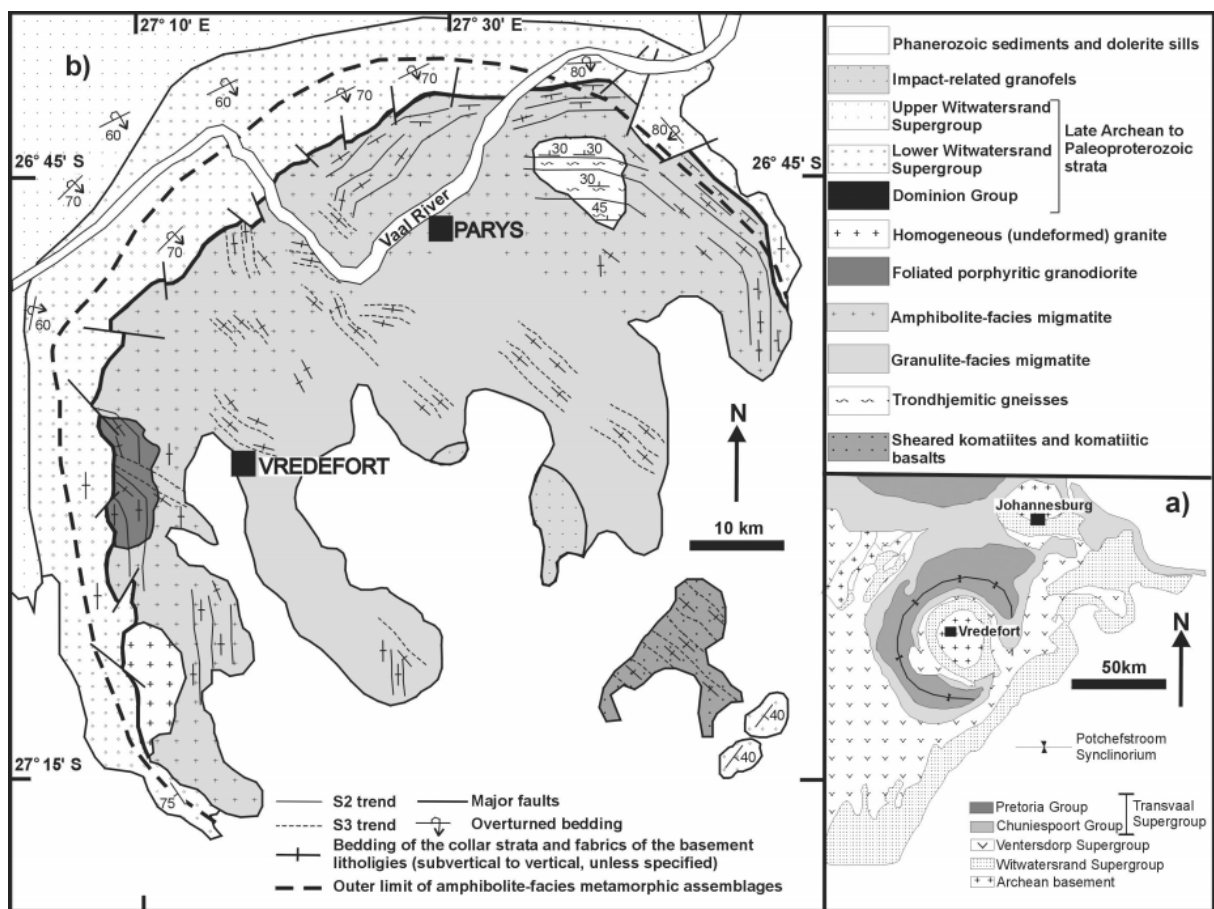 27° 10' E
27° 30' E
b)
70
80
60
70
60
80
26° 45' S
26° 45' S
30
30
30
45
70
Vaal River
PARYS
70
60
N
VREDEFORT
10 km
40
40
27° 15' S
75
S2 trend
Major faults
S3 trend
Overturned bedding
Bedding of the collar strata and fabrics of the basement
litholigies (subvertical to vertical, unless specified)
Outer limit of amphibolite-facies metamorphic assemblages
Phanerozoic sediments and dolerite sills
Impact-related granofels
Upper Witwatersrand
Supergroup
Lower Witwatersrand
Supergroup
Late Archean to
Paleoproterozoic
strata
Dominion Group
Homogeneous (undeformed) granite
Foliated porphyritic granodiorite
Amphibolite-facies migmatite
Granulite-facies migmatite
Trondhjemitic gneisses
Sheared komatiites and komatiitic
basalts
a)
Johannesburg
N
Vredefort
50km
Potchefstroom
Synclinorium
Pretoria Group
Chuniespoort Group
Transvaal
Supergroup
Ventersdorp Supergroup
Witwatersrand Supergroup
Archean basement